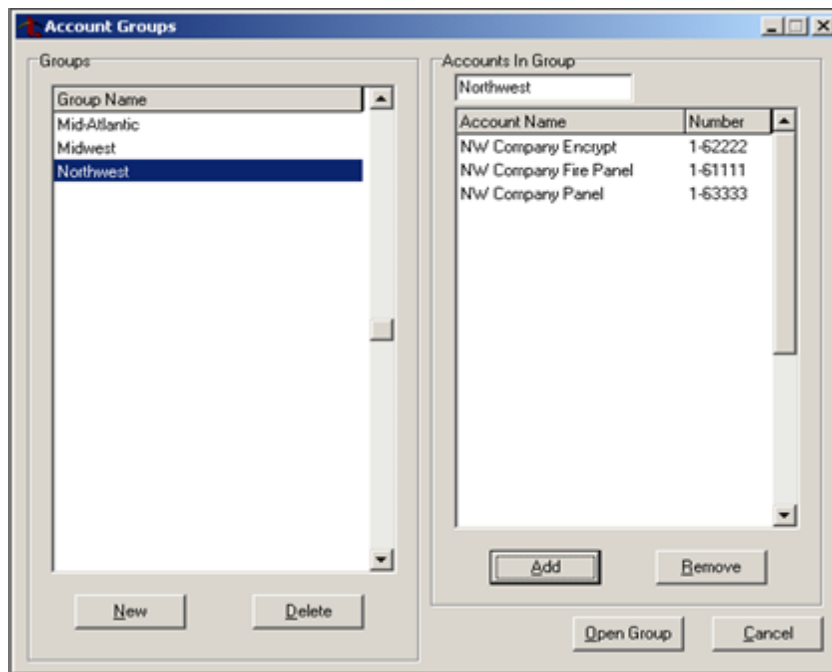 Account Groups
Groups
Group Name
Mid-Atlantic
Midwest
Northwest
New
Delete
Accounts In Group
Northwest
Account Name Number
NW Company Encrypt 1-62222
NW Company Fire Panel 1-61111
NW Company Panel 1-63333
Add
Remove
Open Group
Cancel